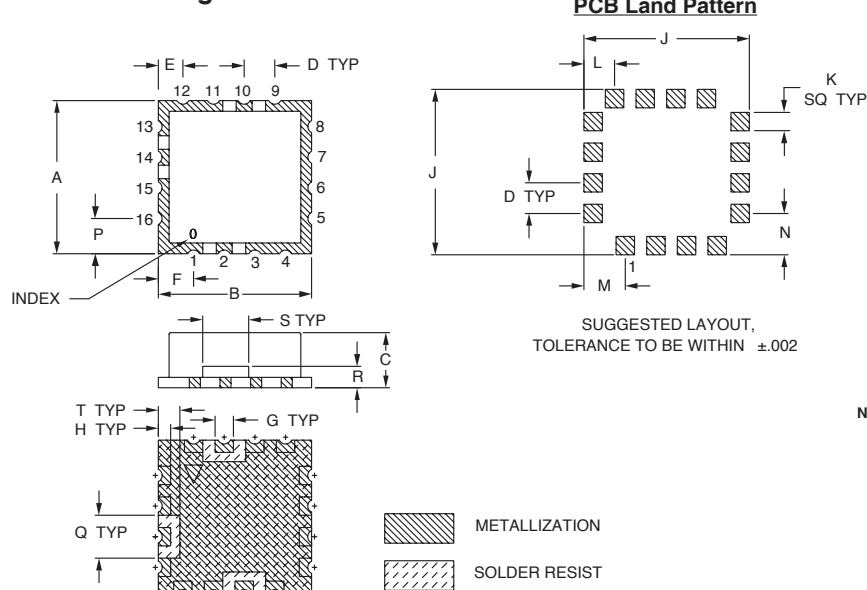 PCB Land Pattern
E
D TYP
12 11 10 9
13
14
15
16
8
7
6
5
A
P
0
1 2 3 4
F
B
INDEX
S TYP
C
R
T TYP
H TYP
G TYP
Q TYP
J
L
K
SQ TYP
J
D TYP
N
M
1
SUGGESTED LAYOUT,
TOLERANCE TO BE WITHIN ±.002
N
METALLIZATION
SOLDER RESIST